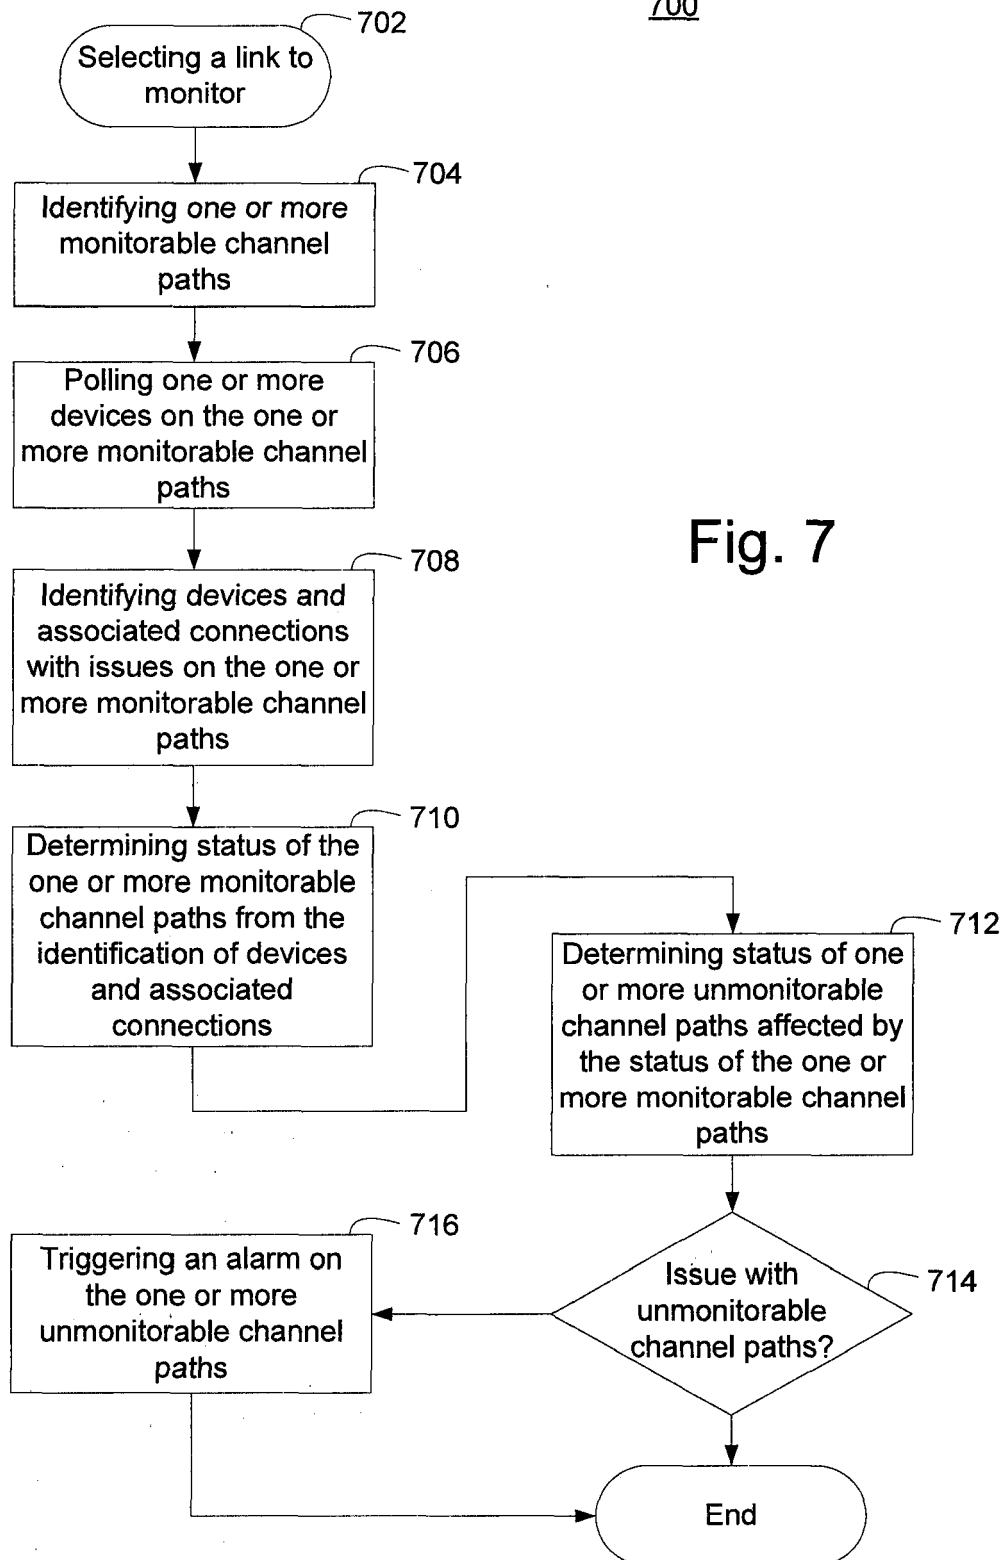 700
702
Selecting a link to
monitor
704
Identifying one or more
monitorable channel
paths
706
Polling one or more
devices on the one or
more monitorable channel
paths
Fig. 7
708
Identifying devices and
associated connections
with issues on the one or
more monitorable channel
paths
710
Determining status of the
one or more monitorable
channel paths from the
identification of devices
and associated
connections
712
Determining status of one
or more unmonitorable
channel paths affected by
the status of the one or
more monitorable channel
paths
714
Issue with
unmonitorable
channel paths?
716
Triggering an alarm on
the one or more
unmonitorable channel
paths
End